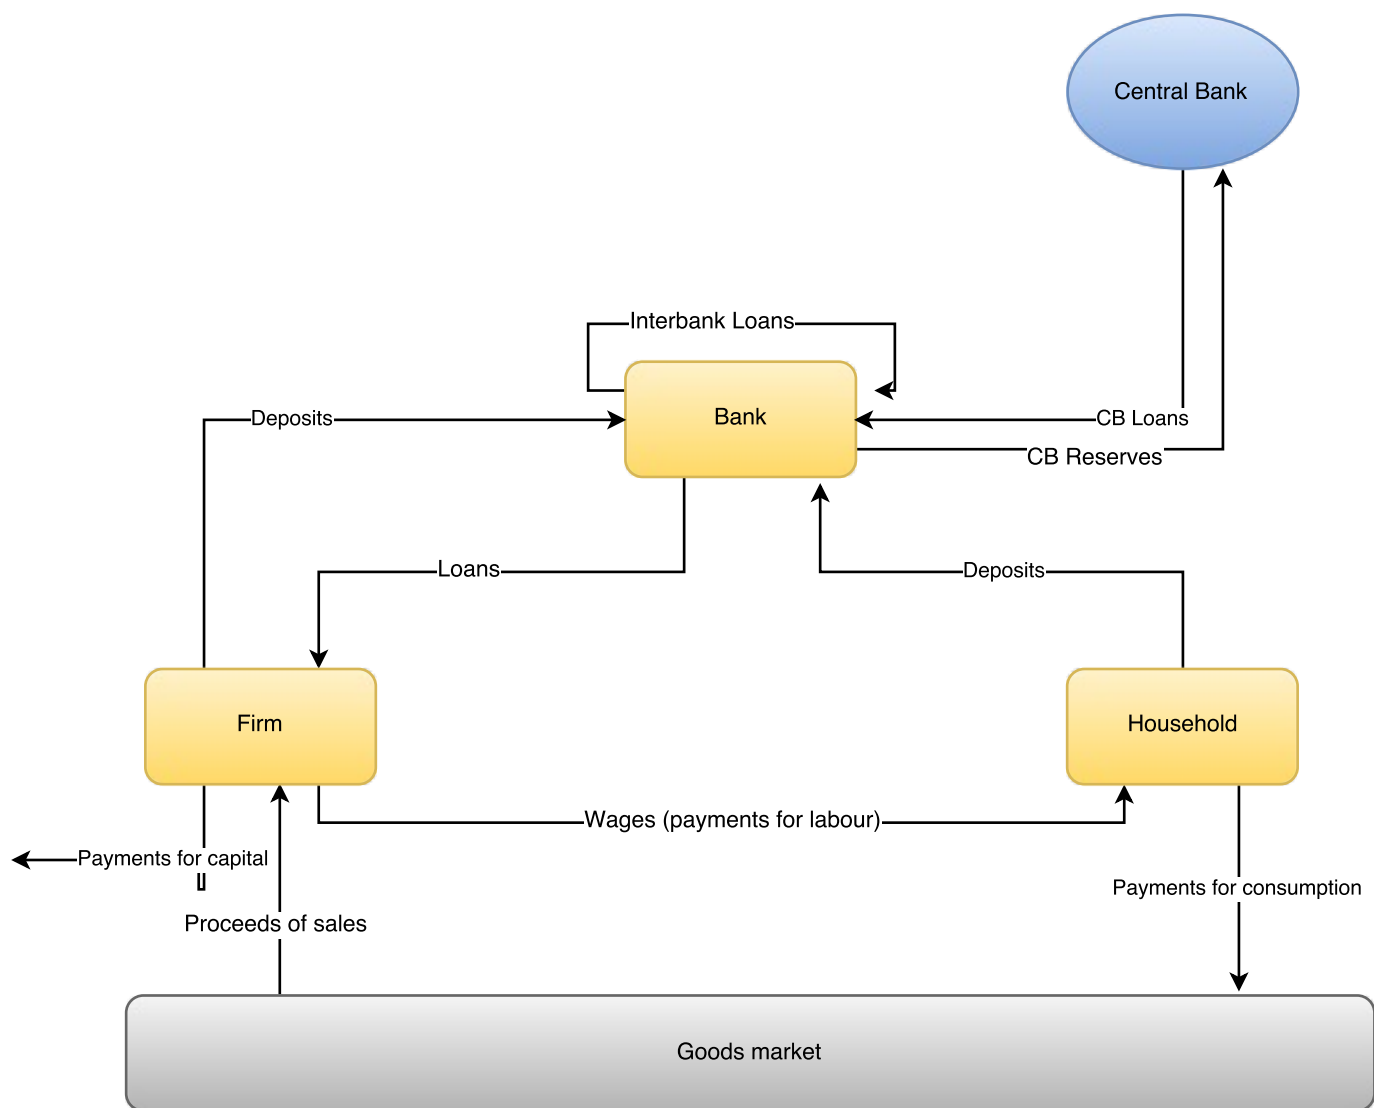 Central Bank
Interbank Loans
Bank
Deposits
CB Loans
CB Reserves
Loans
Deposits
Firm
Household
Wages (payments for labour)
Payments for capital
Payments for consumption
Proceeds of sales
Goods market